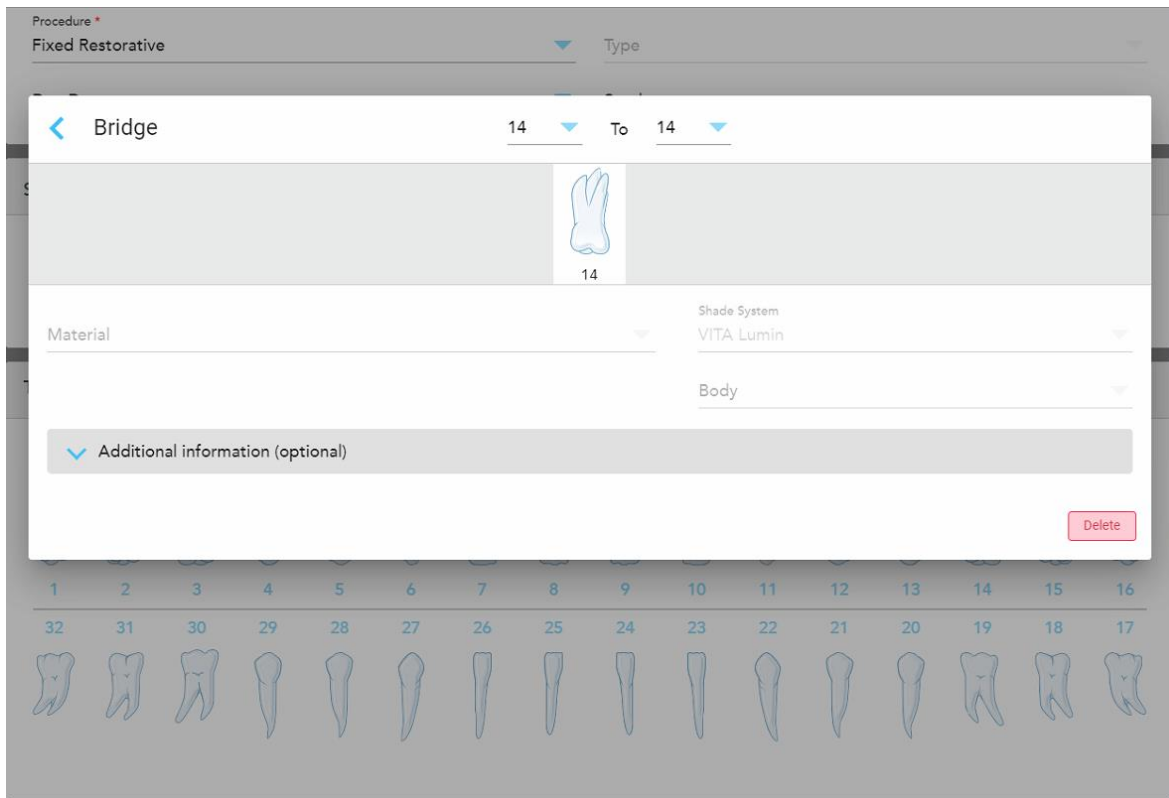 Procedure *
Fixed Restorative
Type
Bridge
14 To 14
14
Shade System
Material
VITA Lumin
Body
Additional information (optional)
Delete
1 2 3 4 5 6 7 8 9 10 11 12 13 14 15 16
32 31 30 29 28 27 26 25 24 23 22 21 20 19 18 17